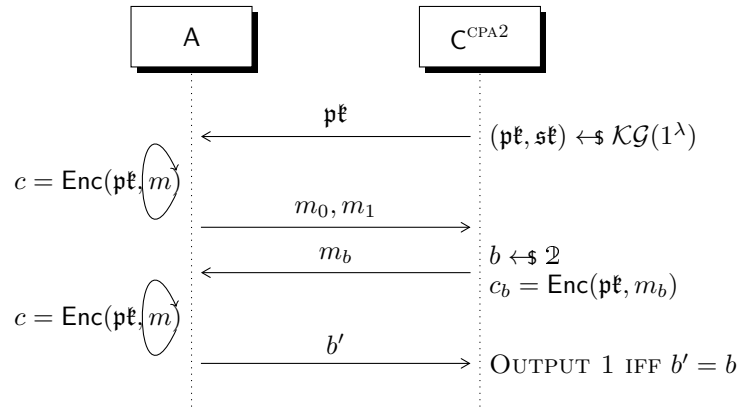 A
C^CPA2
𝔭𝔨
(𝔭𝔨, 𝔰𝔨) ←$ 𝒦𝒢(1^λ)
c = Enc(𝔭𝔨, m)
m_0, m_1
b ←$ 𝟚
m_b
c_b = Enc(𝔭𝔨, m_b)
c = Enc(𝔭𝔨, m)
b′
OUTPUT 1 IFF b′ = b